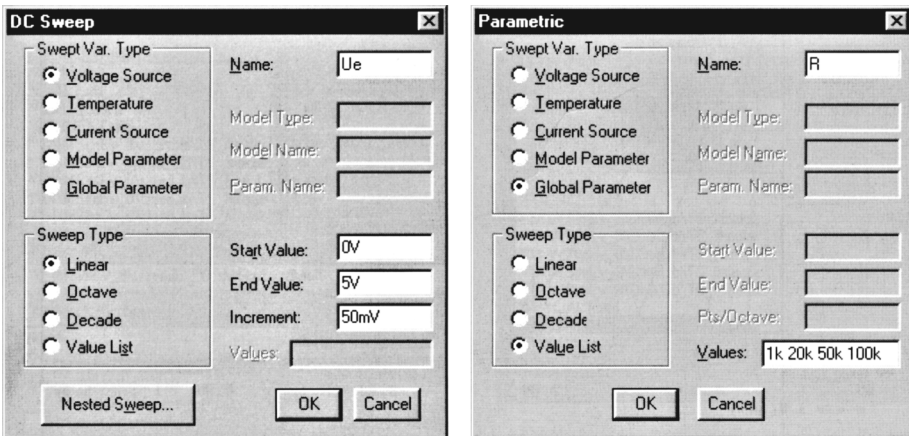 DC Sweep
Swept Var. Type
Voltage Source
Temperature
Current Source
Model Parameter
Global Parameter
Name: Ue
Model Type:
Model Name:
Param. Name:
Sweep Type
Linear
Octave
Decade
Value List
Start Value: 0V
End Value: 5V
Increment: 50mV
Values:
Nested Sweep...
OK
Cancel
Parametric
Swept Var. Type
Voltage Source
Temperature
Current Source
Model Parameter
Global Parameter
Name: R
Model Type:
Model Name:
Param. Name:
Sweep Type
Linear
Octave
Decade
Value List
Start Value:
End Value:
Pts/Octave:
Values: 1k 20k 50k 100k
OK
Cancel